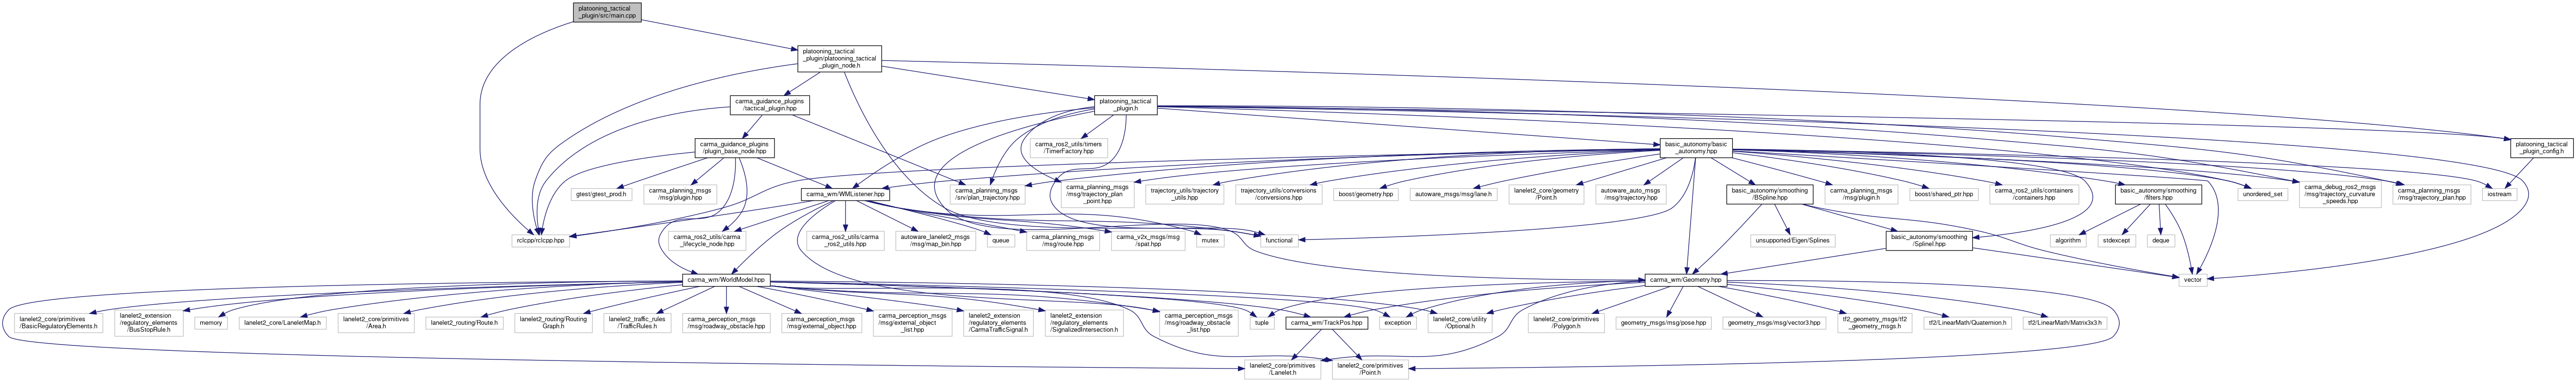 platooning_tactical
_plugin/src/main.cpp
platooning_tactical
_plugin/platooning_tactical
_plugin_node.h
carma_guidance_plugins
/tactical_plugin.hpp
platooning_tactical
_plugin.h
carma_guidance_plugins
/plugin_base_node.hpp
carma_ros2_utils/timers
/TimerFactory.hpp
basic_autonomy/basic
_autonomy.hpp
platooning_tactical
_plugin_config.h
gtest/gtest_prod.h
carma_planning_msgs
/msg/plugin.hpp
carma_wm/WMListener.hpp
carma_planning_msgs
/srv/plan_trajectory.hpp
carma_planning_msgs
/msg/trajectory_plan
_point.hpp
trajectory_utils/trajectory
_utils.hpp
trajectory_utils/conversions
/conversions.hpp
boost/geometry.hpp
autoware_msgs/msg/lane.h
lanelet2_core/geometry
/Point.h
autoware_auto_msgs
/msg/trajectory.hpp
basic_autonomy/smoothing
/BSpline.hpp
carma_planning_msgs
/msg/plugin.h
boost/shared_ptr.hpp
carma_ros2_utils/containers
/containers.hpp
basic_autonomy/smoothing
/filters.hpp
unordered_set
carma_debug_ros2_msgs
/msg/trajectory_curvature
_speeds.hpp
carma_planning_msgs
/msg/trajectory_plan.hpp
iostream
rclcpp/rclcpp.hpp
carma_ros2_utils/carma
_lifecycle_node.hpp
carma_ros2_utils/carma
_ros2_utils.hpp
autoware_lanelet2_msgs
/msg/map_bin.hpp
queue
carma_planning_msgs
/msg/route.hpp
carma_v2x_msgs/msg
/spat.hpp
mutex
functional
unsupported/Eigen/Splines
basic_autonomy/smoothing
/SplineI.hpp
algorithm
stdexcept
deque
carma_wm/WorldModel.hpp
carma_wm/Geometry.hpp
vector
lanelet2_core/primitives
/BasicRegulatoryElements.h
lanelet2_extension
/regulatory_elements
/BusStopRule.h
memory
lanelet2_core/LaneletMap.h
lanelet2_core/primitives
/Area.h
lanelet2_routing/Route.h
lanelet2_routing/Routing
Graph.h
lanelet2_traffic_rules
/TrafficRules.h
carma_perception_msgs
/msg/roadway_obstacle.hpp
carma_perception_msgs
/msg/external_object.hpp
carma_perception_msgs
/msg/external_object
_list.hpp
lanelet2_extension
/regulatory_elements
/CarmaTrafficSignal.h
lanelet2_extension
/regulatory_elements
/SignalizedIntersection.h
carma_perception_msgs
/msg/roadway_obstacle
_list.hpp
tuple
carma_wm/TrackPos.hpp
exception
lanelet2_core/utility
/Optional.h
lanelet2_core/primitives
/Polygon.h
geometry_msgs/msg/pose.hpp
geometry_msgs/msg/vector3.hpp
tf2_geometry_msgs/tf2
_geometry_msgs.h
tf2/LinearMath/Quaternion.h
tf2/LinearMath/Matrix3x3.h
lanelet2_core/primitives
/Lanelet.h
lanelet2_core/primitives
/Point.h